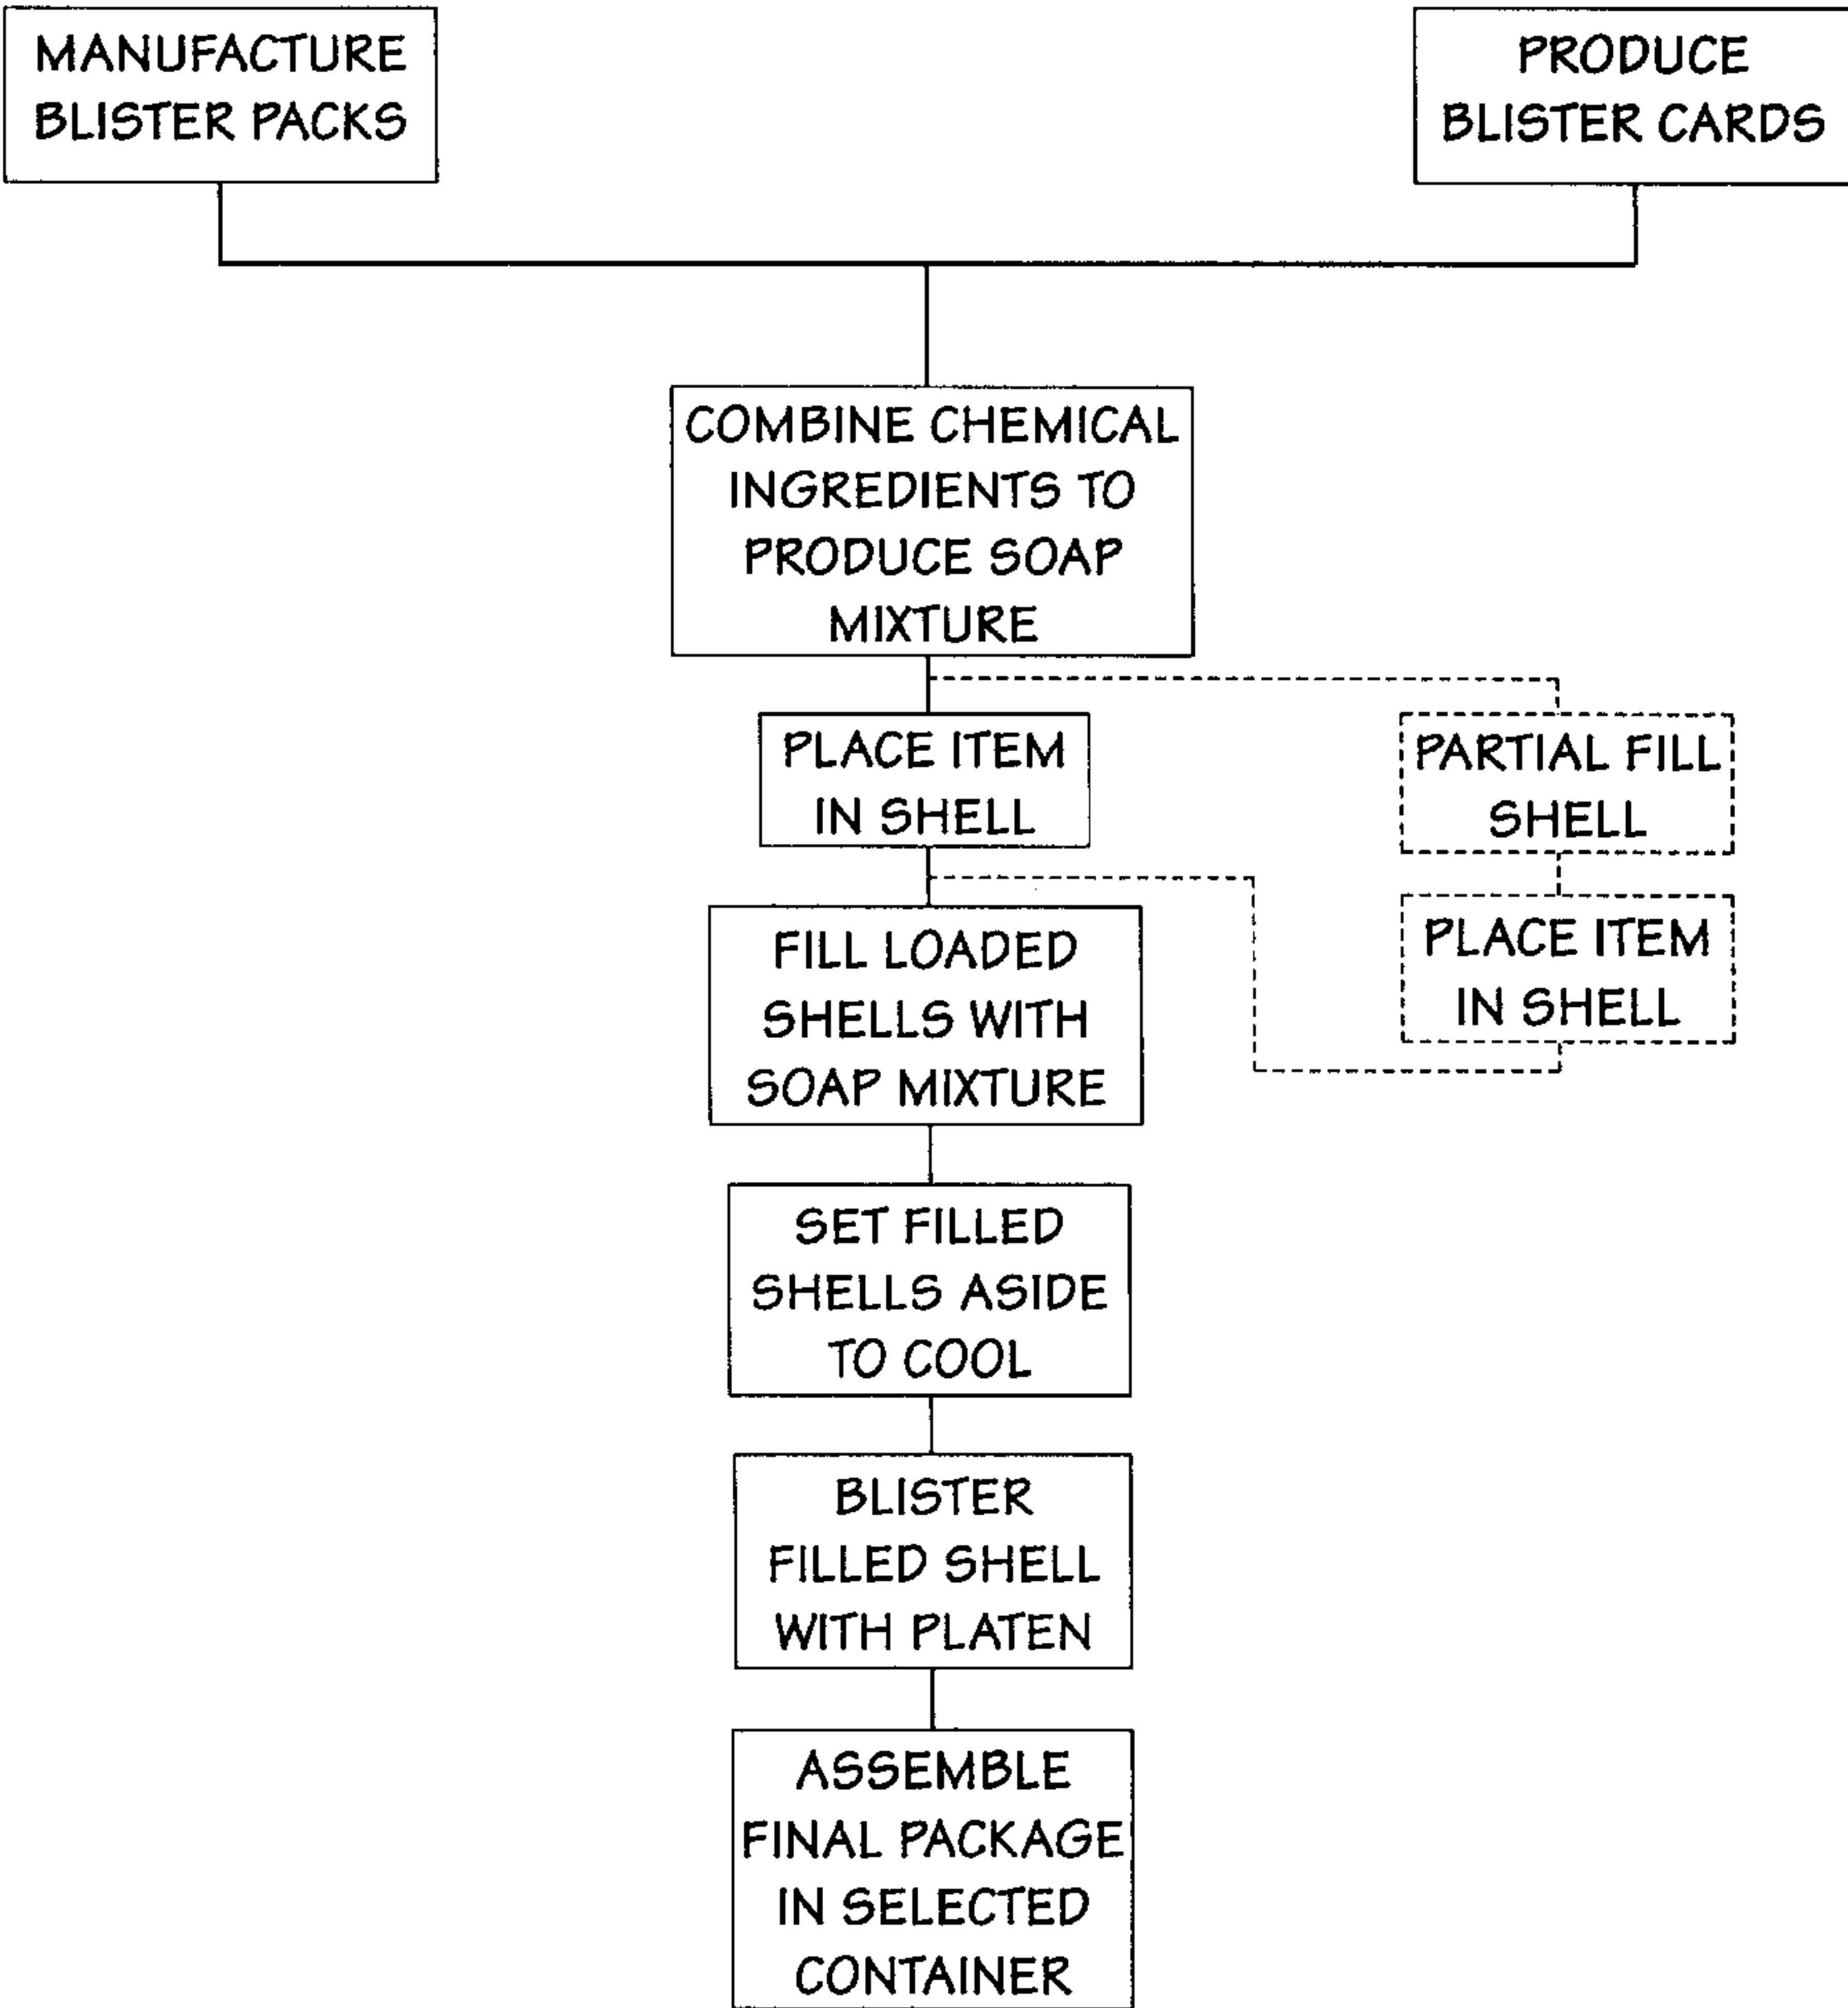 MANUFACTURE
BLISTER PACKS
PRODUCE
BLISTER CARDS
COMBINE CHEMICAL
INGREDIENTS TO
PRODUCE SOAP
MIXTURE
PLACE ITEM
IN SHELL
PARTIAL FILL
SHELL
PLACE ITEM
IN SHELL
FILL LOADED
SHELLS WITH
SOAP MIXTURE
SET FILLED
SHELLS ASIDE
TO COOL
BLISTER
FILLED SHELL
WITH PLATEN
ASSEMBLE
FINAL PACKAGE
IN SELECTED
CONTAINER